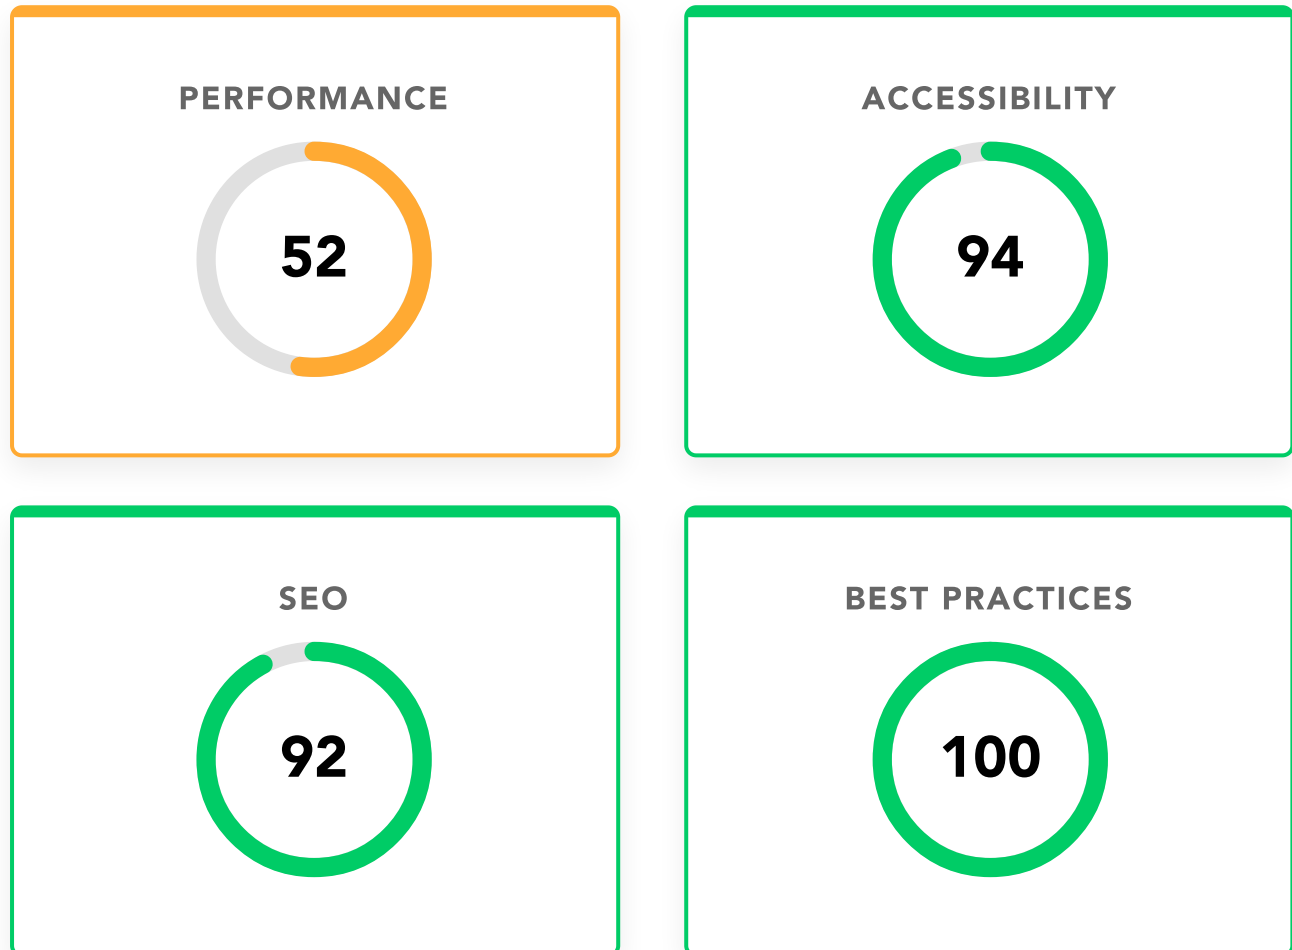 PERFORMANCE
52
ACCESSIBILITY
94
SEO
92
BEST PRACTICES
100